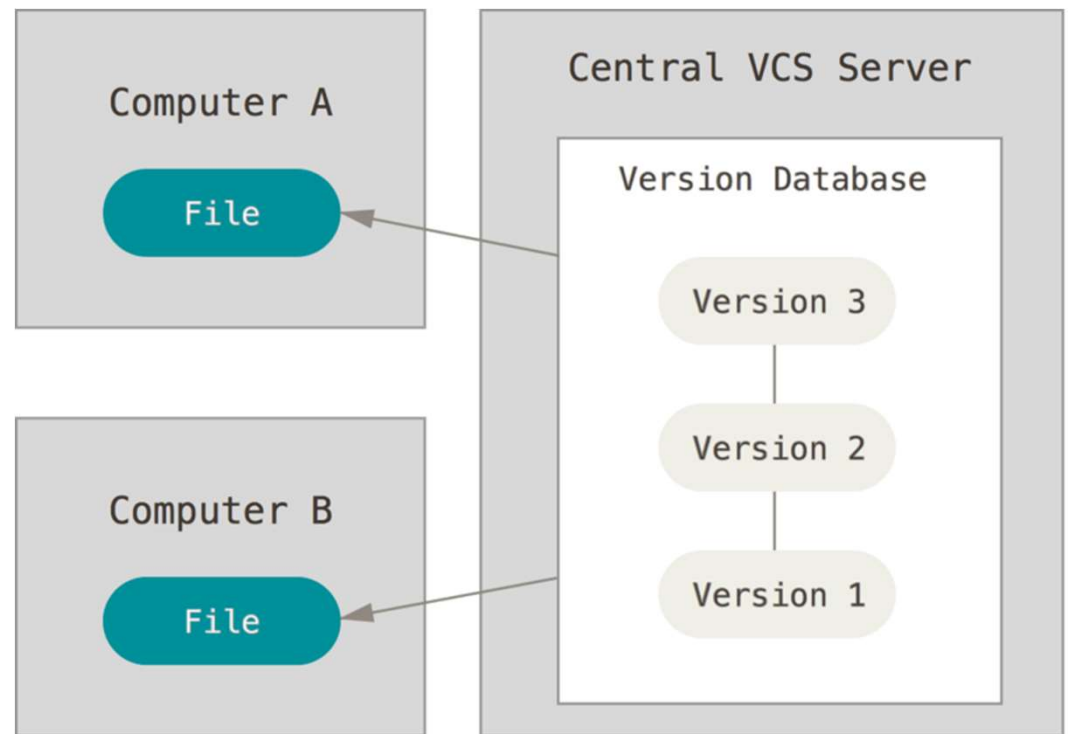 Computer A
File
Computer B
File
Central VCS Server
Version Database
Version 3
Version 2
Version 1